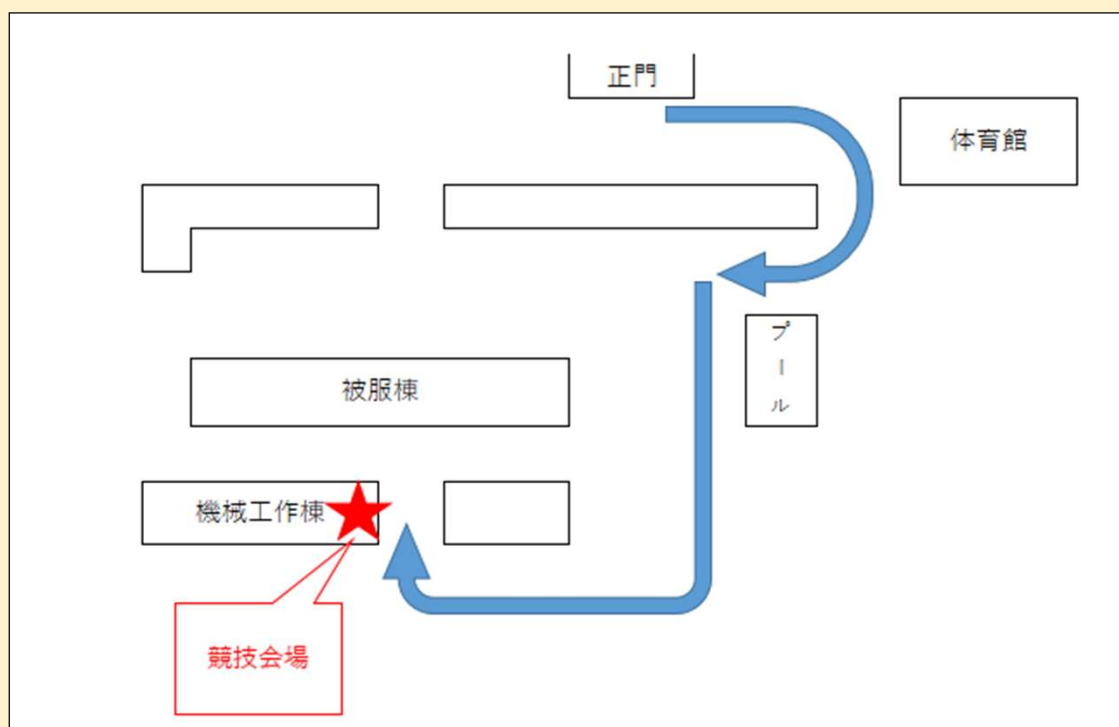 正門
体育館
プール
被服棟
機械工作棟
競技会場